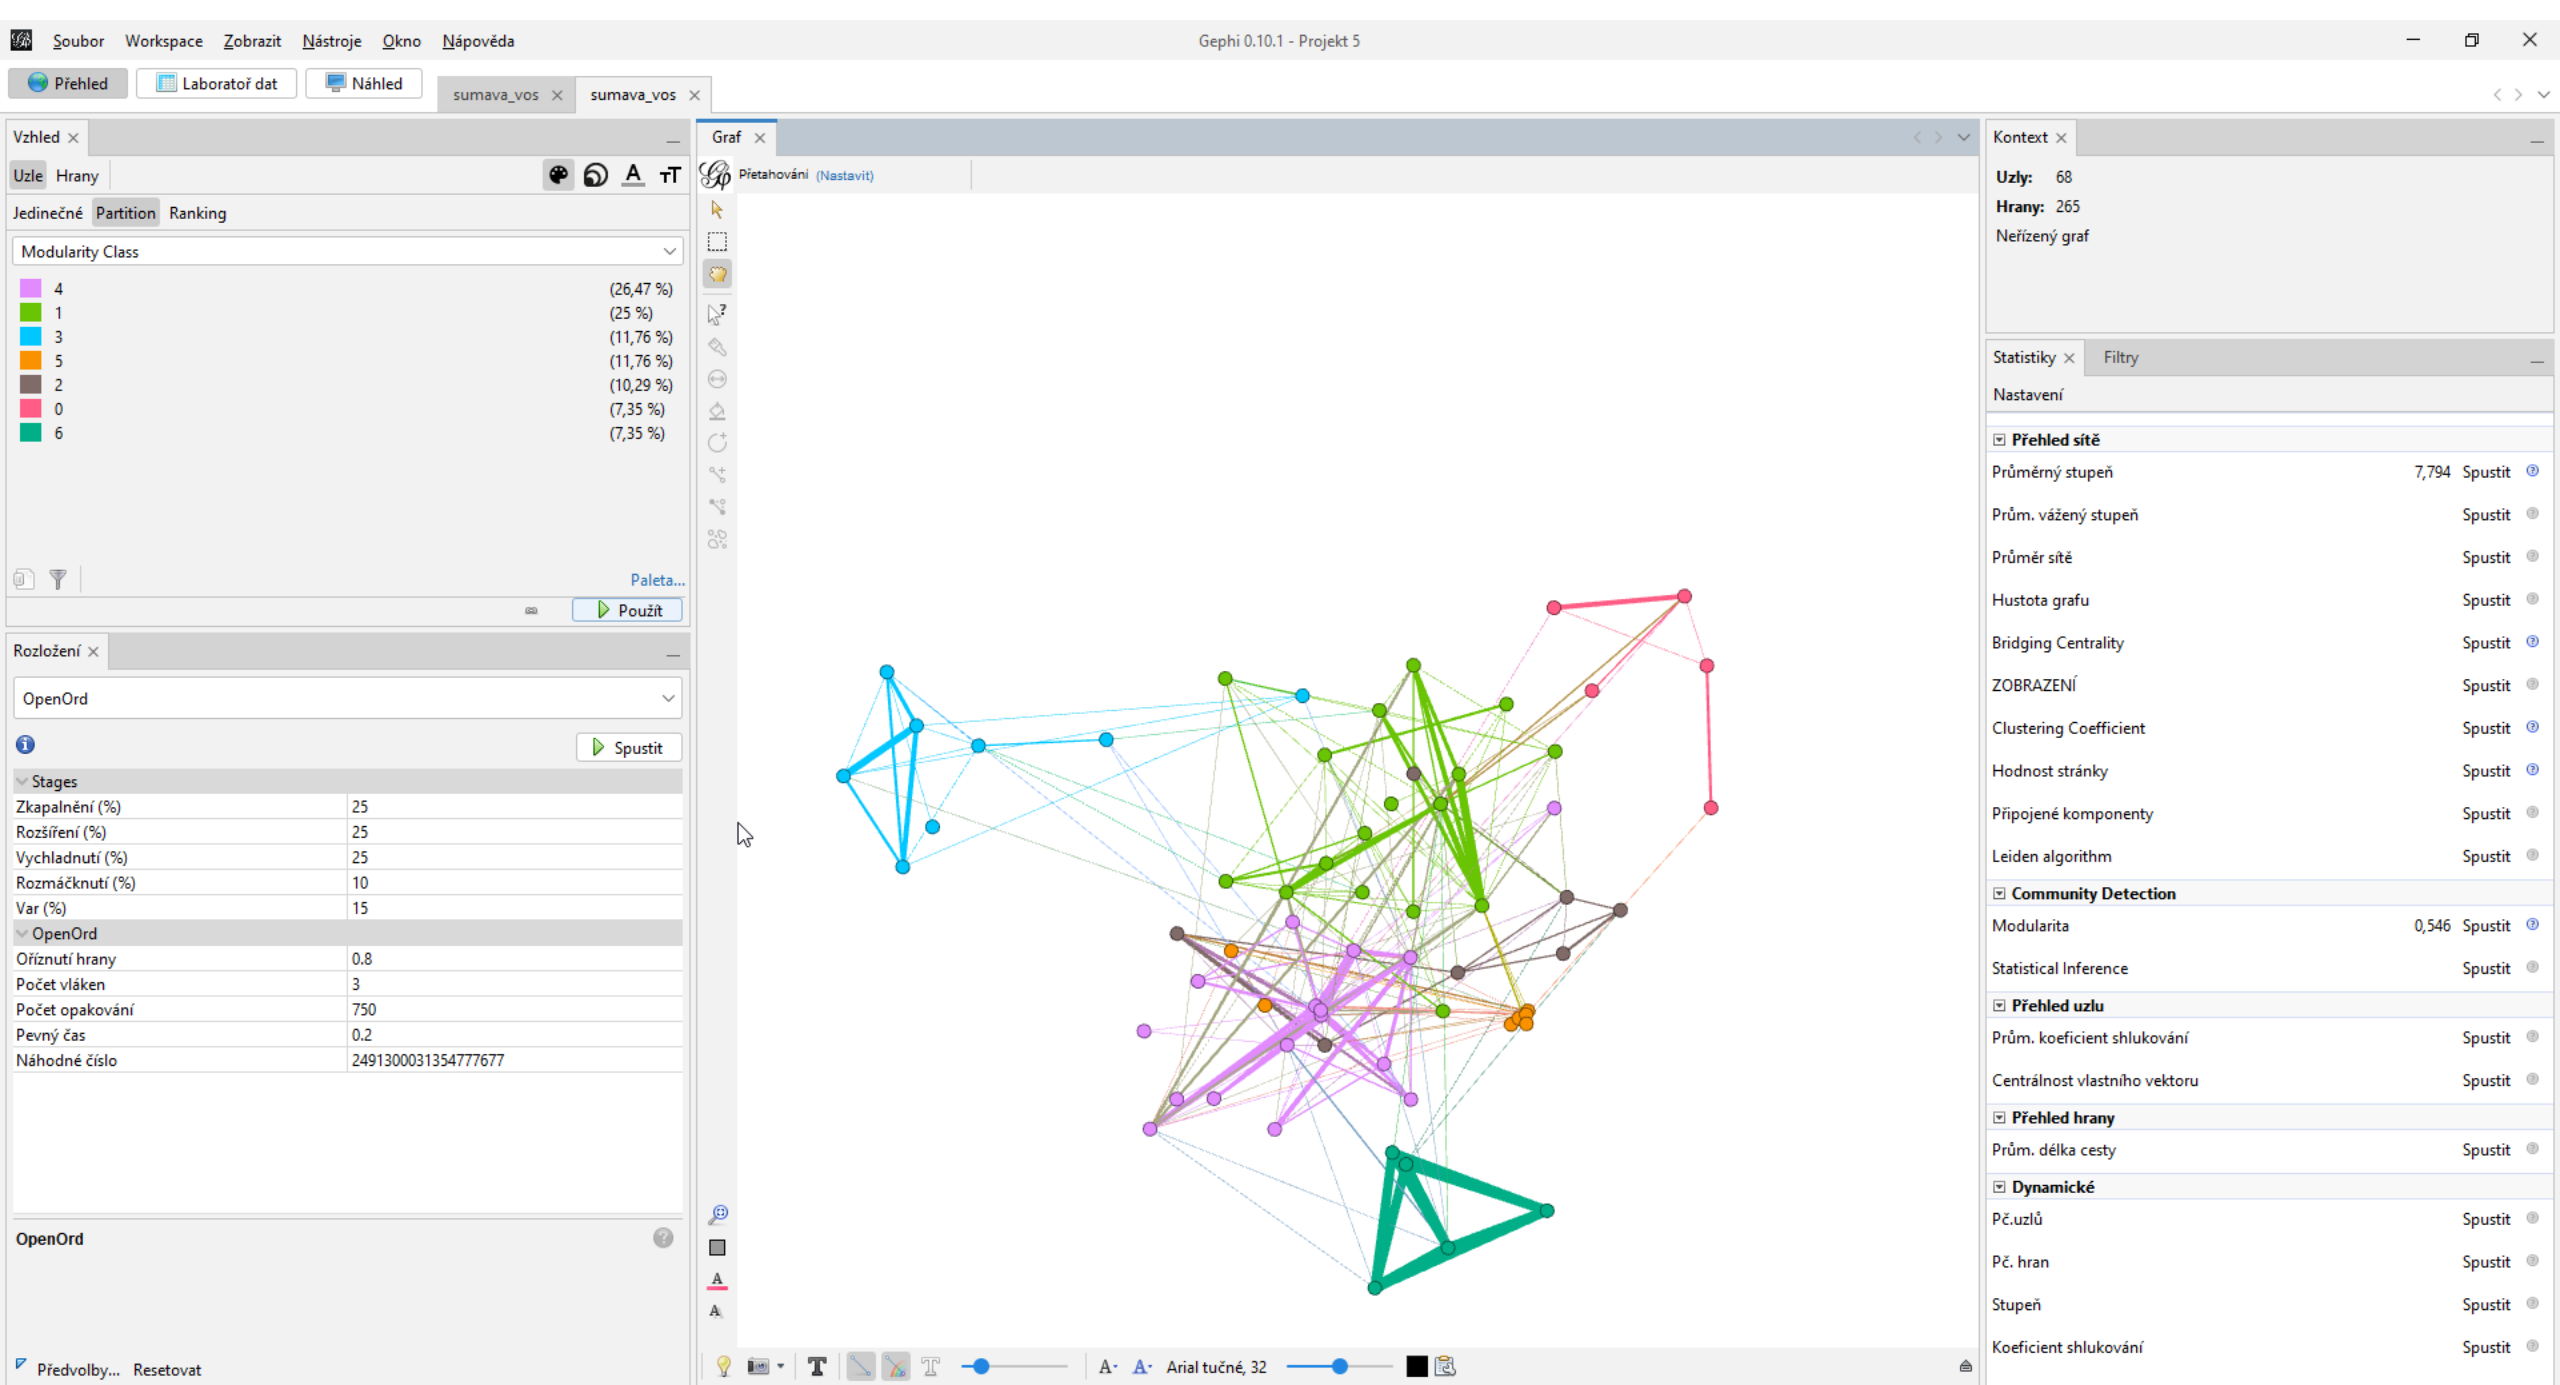 Soubor Workspace Zobrazit Nástroje Okno Nápověda Gephi 0.10.1 - Projekt 5
Přehled Laboratoř dat Náhled sumava_vos sumava_vos
Vzhled
Uzle Hrany
Jedinečné Partition Ranking
Modularity Class
4 (26,47 %)
1 (25 %)
3 (11,76 %)
5 (11,76 %)
2 (10,29 %)
0 (7,35 %)
6 (7,35 %)
Paleta...
Použít
Rozložení
OpenOrd
Spustit
Stages
Zkapalnění (%) 25
Rozšíření (%) 25
Vychladnutí (%) 25
Rozmáčknutí (%) 10
Var (%) 15
OpenOrd
Oříznutí hrany 0.8
Počet vláken 3
Počet opakování 750
Pevný čas 0.2
Náhodné číslo 2491300031354777677
OpenOrd
Předvolby... Resetovat
Graf
Přetahování (Nastavit)
Arial tučné, 32
Kontext
Uzly: 68
Hrany: 265
Neřízený graf
Statistiky Filtry
Nastavení
Přehled sítě
Průměrný stupeň 7,794 Spustit
Prům. vážený stupeň Spustit
Průměr sítě Spustit
Hustota grafu Spustit
Bridging Centrality Spustit
ZOBRAZENÍ Spustit
Clustering Coefficient Spustit
Hodnost stránky Spustit
Připojené komponenty Spustit
Leiden algorithm Spustit
Community Detection
Modularita 0,546 Spustit
Statistical Inference Spustit
Přehled uzlu
Prům. koeficient shlukování Spustit
Centrálnost vlastního vektoru Spustit
Přehled hrany
Prům. délka cesty Spustit
Dynamické
Pč.uzlů Spustit
Pč. hran Spustit
Stupeň Spustit
Koeficient shlukování Spustit